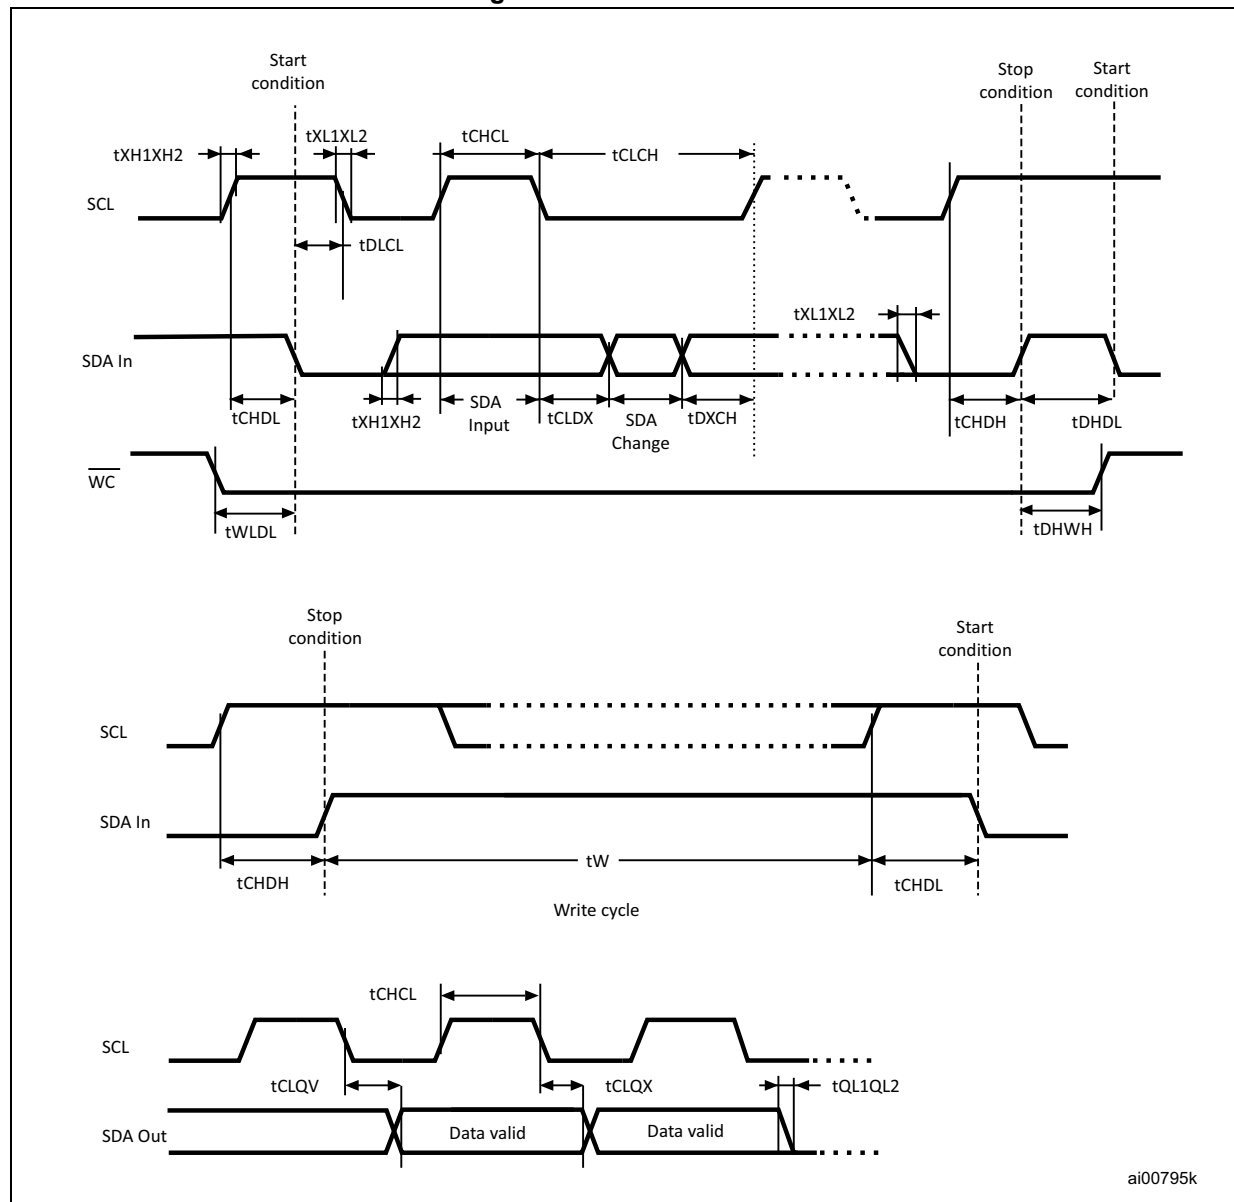 Start
condition
Stop
condition
Start
condition
tXH1XH2
tXL1XL2
tCHCL
tCLCH
SCL
tDLCL
tXL1XL2
SDA In
tCHDL
tXH1XH2
SDA
Input
tCLDX
SDA
Change
tDXCH
tCHDH
tDHDL
WC
tWLDL
tDHWH
Stop
condition
Start
condition
SCL
SDA In
tCHDH
tW
tCHDL
Write cycle
tCHCL
SCL
tCLQV
tCLQX
tQL1QL2
SDA Out
Data valid
Data valid
ai00795k